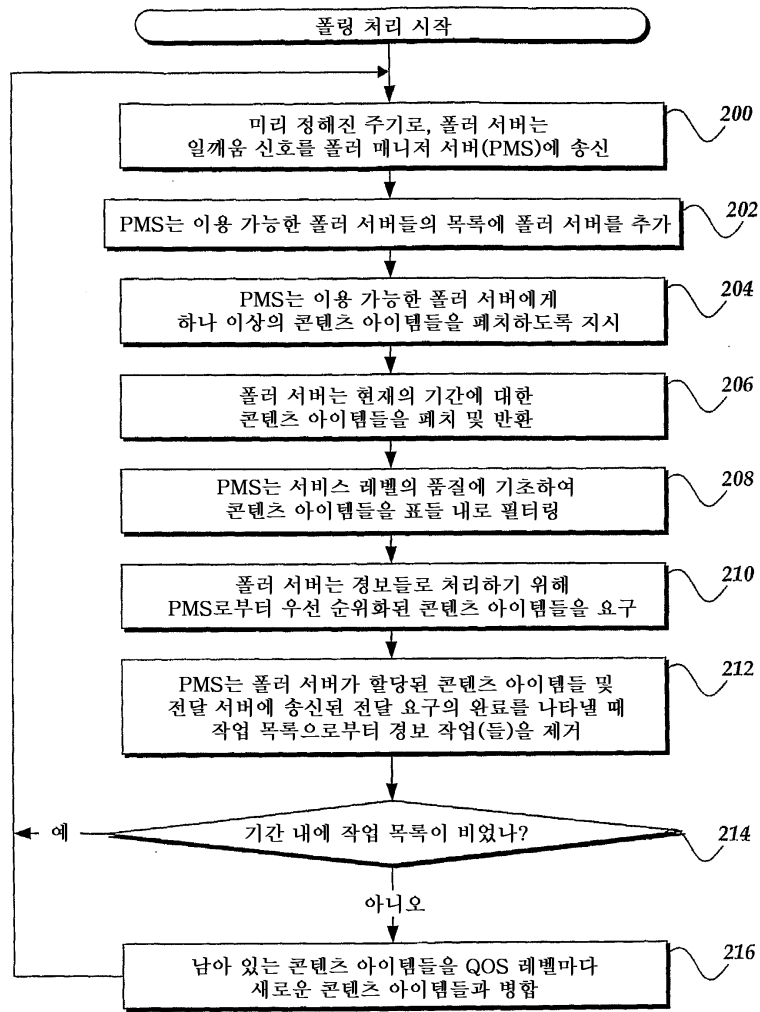 폴링 처리 시작
미리 정해진 주기로, 폴러 서버는
일깨움 신호를 폴러 매니저 서버(PMS)에 송신
200
PMS는 이용 가능한 폴러 서버들의 목록에 폴러 서버를 추가
202
PMS는 이용 가능한 폴러 서버에게
하나 이상의 콘텐츠 아이템들을 페치하도록 지시
204
폴러 서버는 현재의 기간에 대한
콘텐츠 아이템들을 페치 및 반환
206
PMS는 서비스 레벨의 품질에 기초하여
콘텐츠 아이템들을 표들 내로 필터링
208
폴러 서버는 경보들로 처리하기 위해
PMS로부터 우선 순위화된 콘텐츠 아이템들을 요구
210
PMS는 폴러 서버가 할당된 콘텐츠 아이템들 및
전달 서버에 송신된 전달 요구의 완료를 나타낼 때
작업 목록으로부터 경보 작업(들)을 제거
212
기간 내에 작업 목록이 비었나?
214
예
아니오
남아 있는 콘텐츠 아이템들을 QOS 레벨마다
새로운 콘텐츠 아이템들과 병합
216